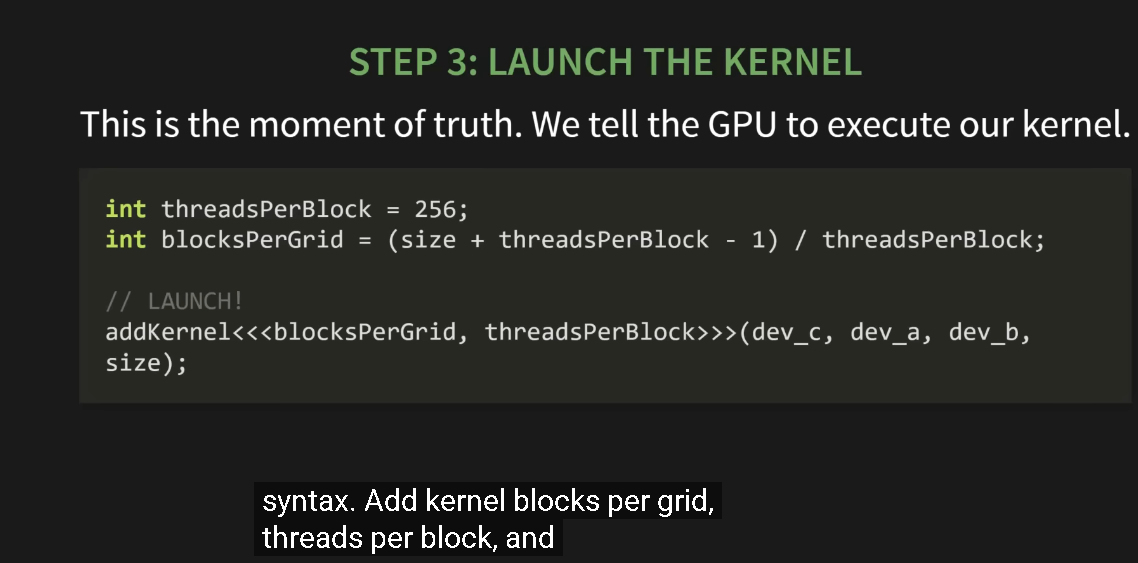 STEP 3: LAUNCH THE KERNEL
This is the moment of truth. We tell the GPU to execute our kernel.
int threadsPerBlock = 256;
int blocksPerGrid = (size + threadsPerBlock - 1) / threadsPerBlock;
// LAUNCH!
addKernel<<<blocksPerGrid, threadsPerBlock>>>(dev_c, dev_a, dev_b,
size);
syntax. Add kernel blocks per grid,
threads per block, and